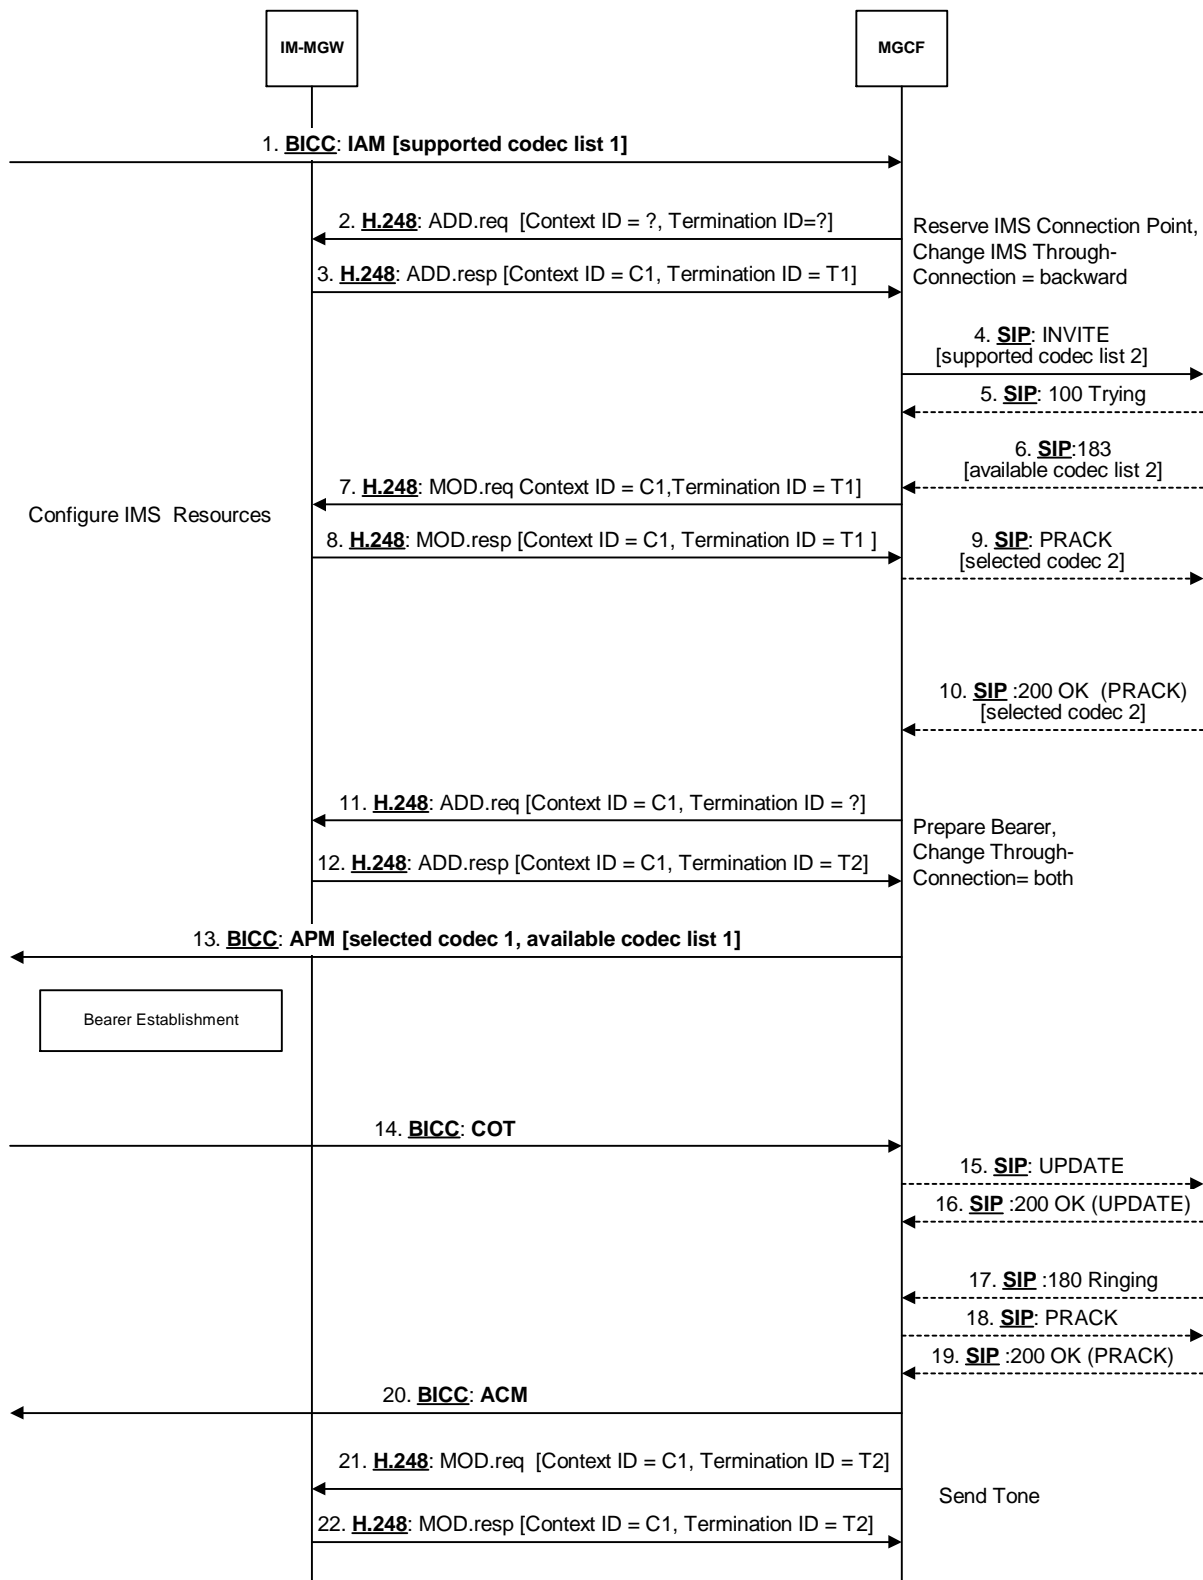 IM-MGW
MGCF
1. BICC: IAM [supported codec list 1]
2. H.248: ADD.req [Context ID = ?, Termination ID=?]
Reserve IMS Connection Point,
Change IMS Through-
Connection = backward
3. H.248: ADD.resp [Context ID = C1, Termination ID = T1]
4. SIP: INVITE
[supported codec list 2]
5. SIP: 100 Trying
6. SIP:183
[available codec list 2]
7. H.248: MOD.req Context ID = C1,Termination ID = T1]
Configure IMS Resources
8. H.248: MOD.resp [Context ID = C1, Termination ID = T1 ]
9. SIP: PRACK
[selected codec 2]
10. SIP :200 OK (PRACK)
[selected codec 2]
11. H.248: ADD.req [Context ID = C1, Termination ID = ?]
Prepare Bearer,
Change Through-
Connection= both
12. H.248: ADD.resp [Context ID = C1, Termination ID = T2]
13. BICC: APM [selected codec 1, available codec list 1]
Bearer Establishment
14. BICC: COT
15. SIP: UPDATE
16. SIP :200 OK (UPDATE)
17. SIP :180 Ringing
18. SIP: PRACK
19. SIP :200 OK (PRACK)
20. BICC: ACM
21. H.248: MOD.req [Context ID = C1, Termination ID = T2]
Send Tone
22. H.248: MOD.resp [Context ID = C1, Termination ID = T2]